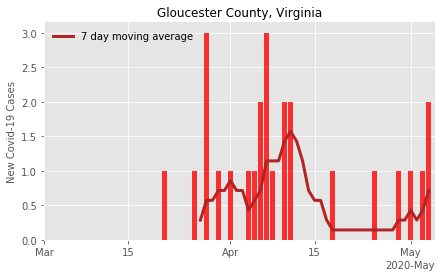 Gloucester County, Virginia
7 day moving average
New Covid-19 Cases
3.0
2.5
2.0
1.5
1.0
0.5
0.0
Mar
15
Apr
15
May
2020-May